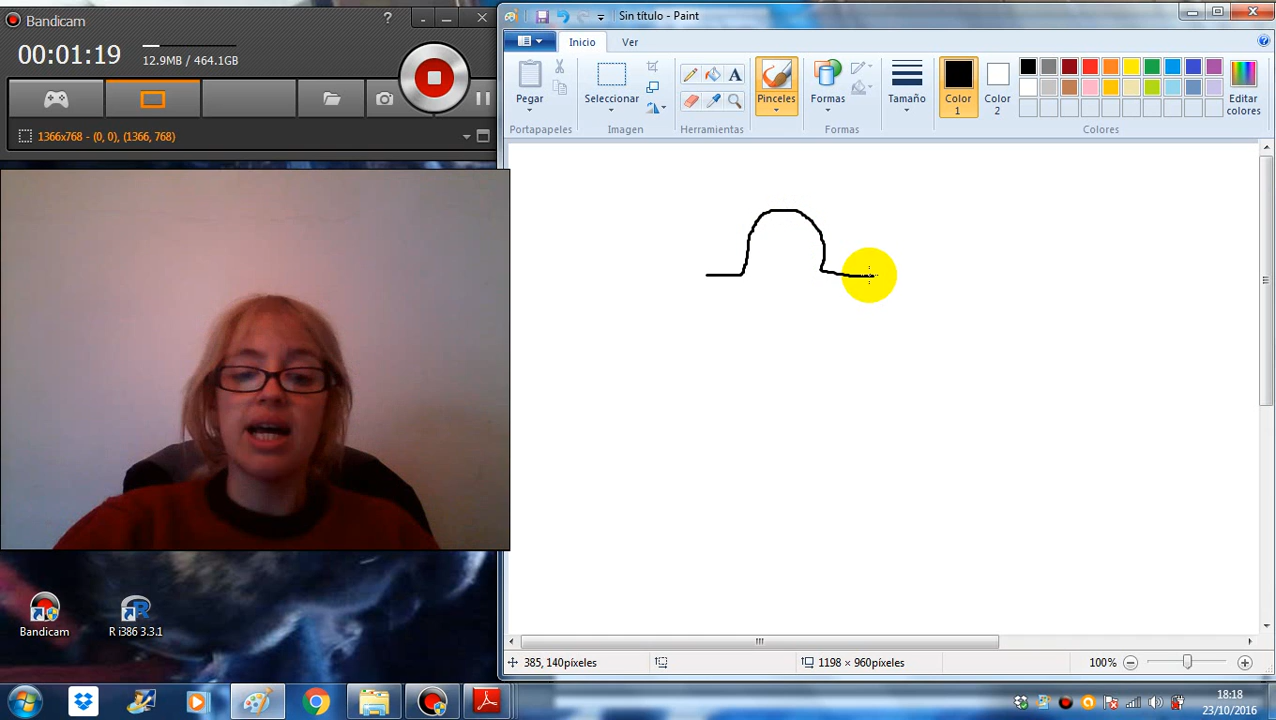 Bandicam
?
00:01:19
12.9MB / 464.1GB
1366x768 - (0, 0), (1366, 768)
Sin título - Paint
Inicio
Ver
Pegar
Seleccionar
A
Pinceles
Formas
Tamaño
Color
1
Color
2
Editar
colores
Portapapeles
Imagen
Herramientas
Formas
Colores
Bandicam
R i386 3.3.1
385, 140píxeles
1198 × 960píxeles
100%
18:18
23/10/2016